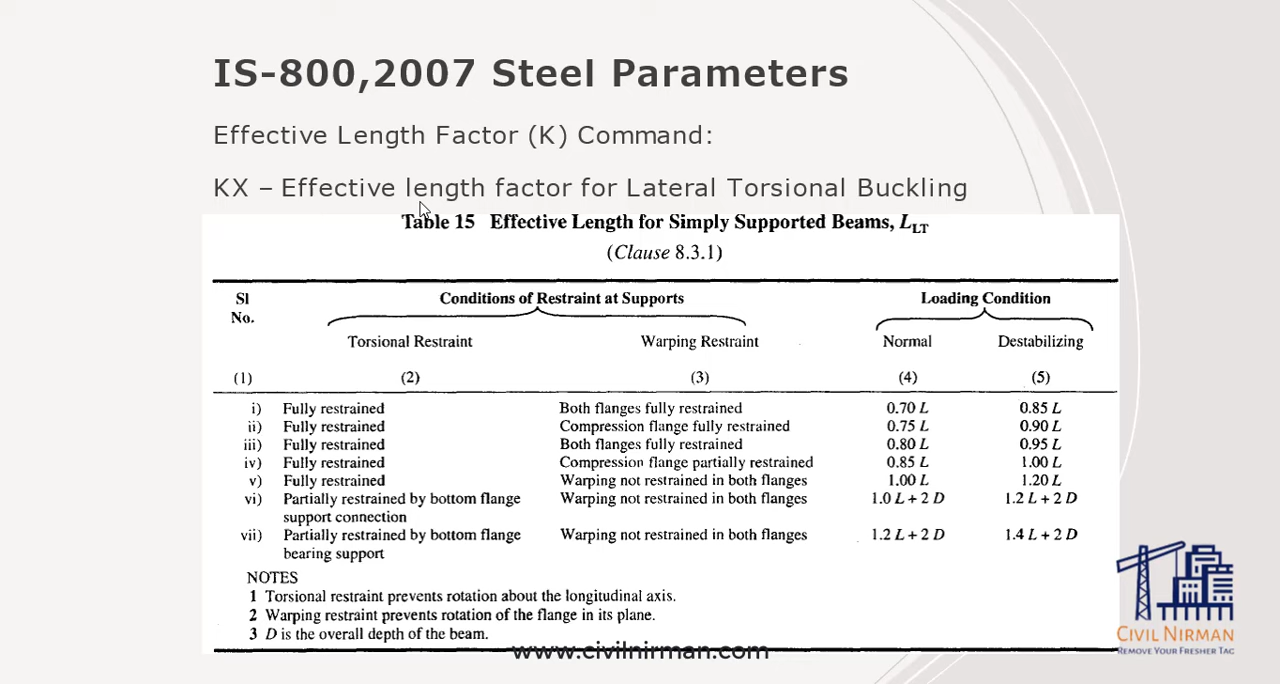 IS-800,2007 Steel Parameters
Effective Length Factor (K) Command:
KX – Effective length factor for Lateral Torsional Buckling
Table 15 Effective Length for Simply Supported Beams, LLT
(Clause 8.3.1)
Sl No. Conditions of Restraint at Supports Loading Condition
Torsional Restraint Warping Restraint Normal Destabilizing
(1) (2) (3) (4) (5)
i) Fully restrained Both flanges fully restrained 0.70 L 0.85 L
ii) Fully restrained Compression flange fully restrained 0.75 L 0.90 L
iii) Fully restrained Both flanges fully restrained 0.80 L 0.95 L
iv) Fully restrained Compression flange partially restrained 0.85 L 1.00 L
v) Fully restrained Warping not restrained in both flanges 1.00 L 1.20 L
vi) Partially restrained by bottom flange Warping not restrained in both flanges 1.0 L + 2 D 1.2 L + 2 D
support connection
vii) Partially restrained by bottom flange Warping not restrained in both flanges 1.2 L + 2 D 1.4 L + 2 D
bearing support
NOTES
1 Torsional restraint prevents rotation about the longitudinal axis.
2 Warping restraint prevents rotation of the flange in its plane.
3 D is the overall depth of the beam.
www.civilnirman.com
CIVIL NIRMAN
REMOVE YOUR FRESHER TAG